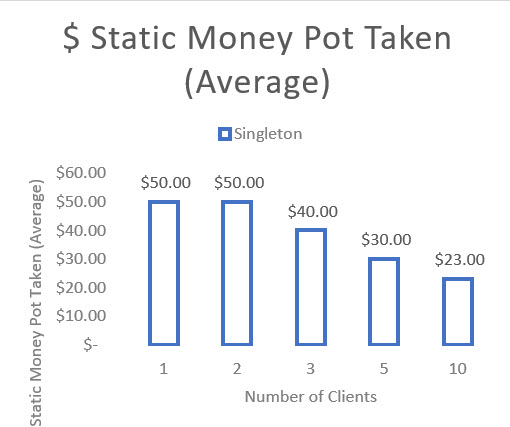 $ Static Money Pot Taken
(Average)
Singleton
Static Money Pot Taken (Average)
$60.00
$50.00
$40.00
$30.00
$20.00
$10.00
$-
$50.00
$50.00
$40.00
$30.00
$23.00
1 2 3 5 10
Number of Clients